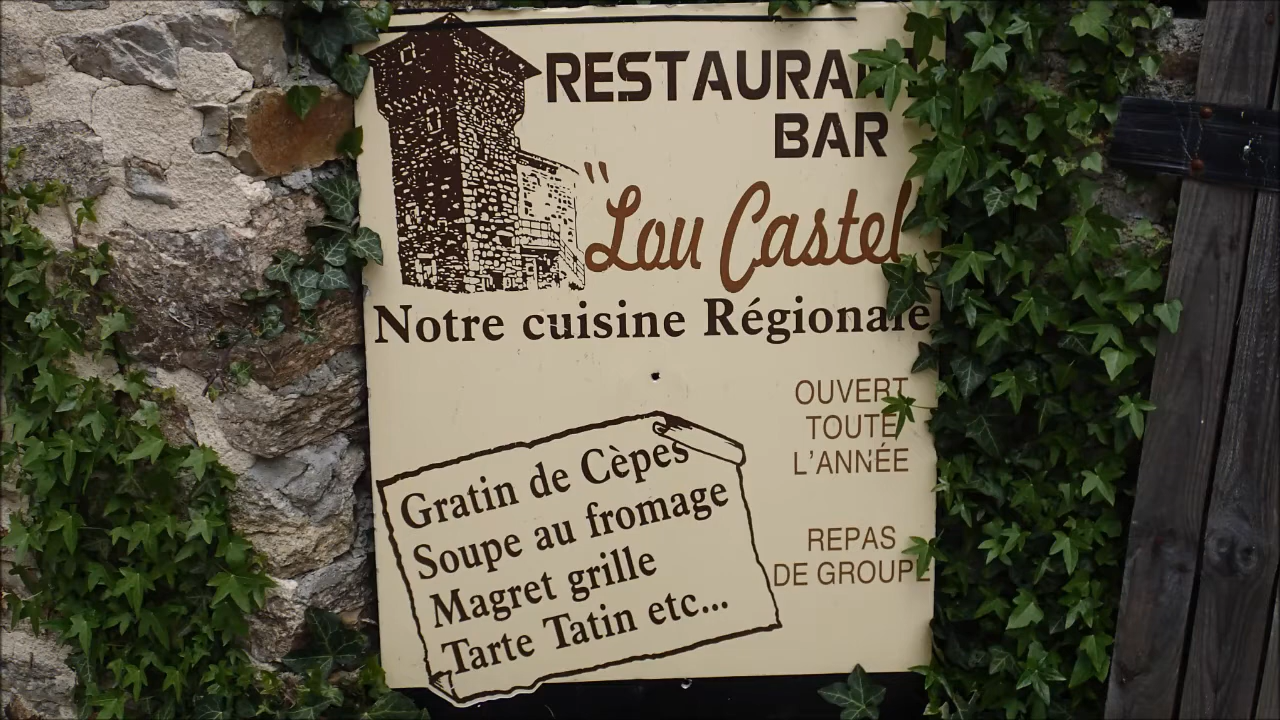 RESTAURANT
BAR
"Lou Castel
Notre cuisine Régionale
OUVERT
TOUTE
L'ANNÉE
Gratin de Cèpes
Soupe au fromage
Magret grille
Tarte Tatin etc...
REPAS
DE GROUPE